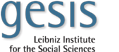 gesis
Leibniz Institute
for the Social Sciences